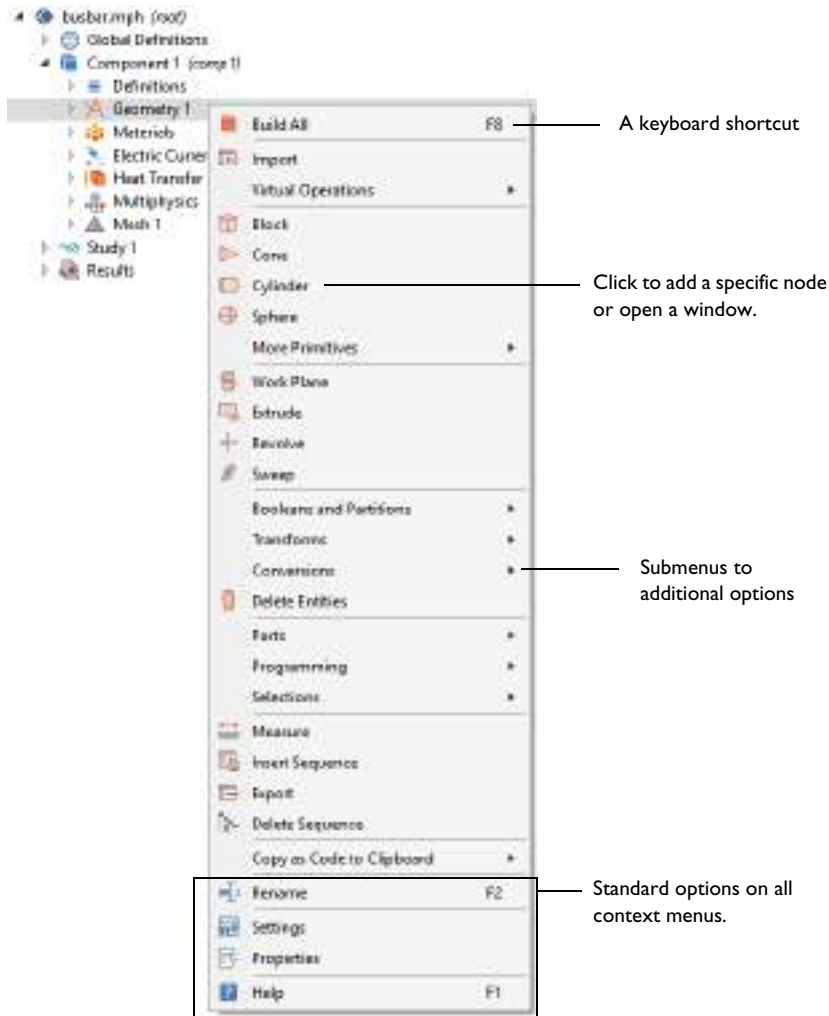 busbar.mph (root)
Global Definitions
Component 1 (comp 1)
Definitions
Geometry 1
Materials
Electric Currer
Heat Transfer
Multiphysics
Mesh 1
Study 1
Results
Build All F8
Import
Virtual Operations
Block
Cone
Cylinder
Sphere
More Primitives
Work Plane
Extrude
Revolve
Sweep
Booleans and Partitions
Transforms
Conversions
Delete Entities
Parts
Programming
Selections
Measure
Insert Sequence
Export
Delete Sequence
Copy as Code to Clipboard
Rename F2
Settings
Properties
Help F1
A keyboard shortcut
Click to add a specific node
or open a window.
Submenus to
additional options
Standard options on all
context menus.